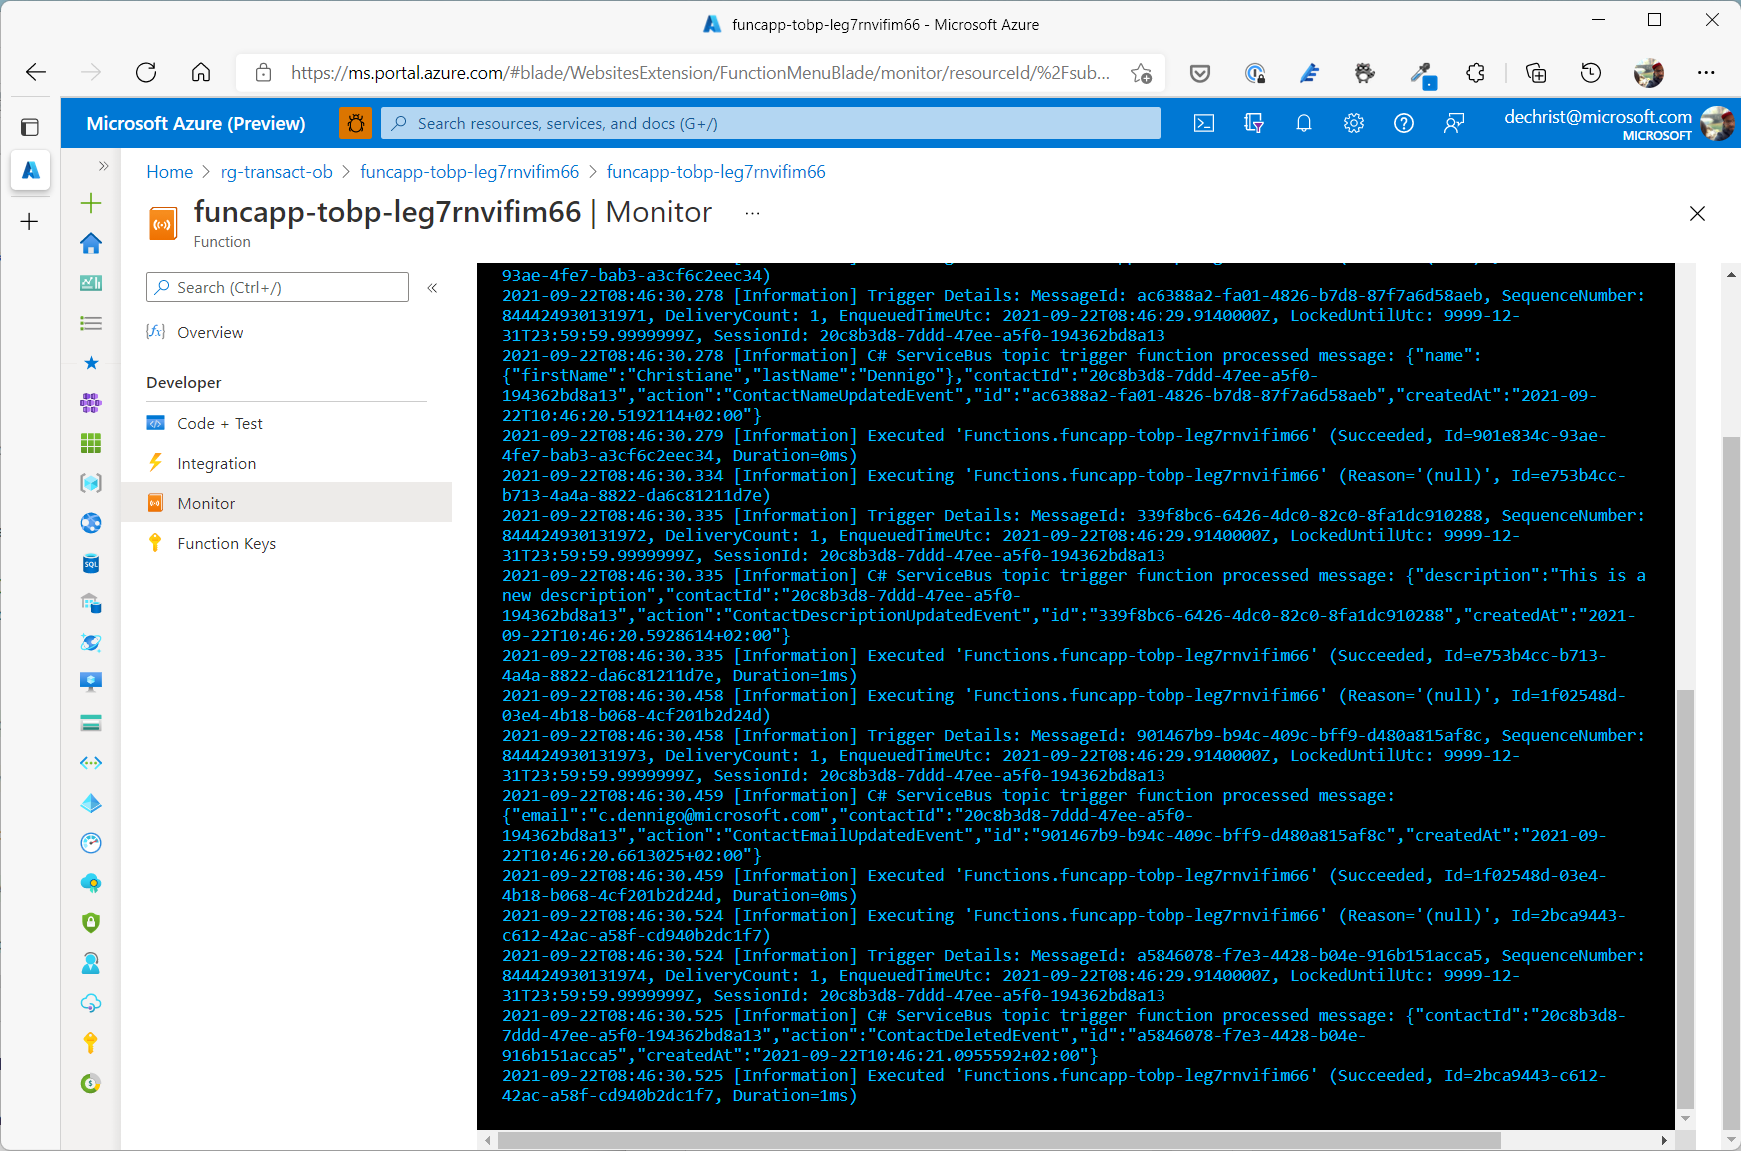 funcapp-tobp-leg7rnvifim66 - Microsoft Azure
https://ms.portal.azure.com/#blade/WebsitesExtension/FunctionMenuBlade/monitor/resourceId/%2Fsub...
Microsoft Azure (Preview)
Search resources, services, and docs (G+/)
dechrist@microsoft.com
MICROSOFT
Home > rg-transact-ob > funcapp-tobp-leg7rnvifim66 > funcapp-tobp-leg7rnvifim66
funcapp-tobp-leg7rnvifim66 | Monitor ...
Function
Search (Ctrl+/)
Overview
Developer
Code + Test
Integration
Monitor
Function Keys
93ae-4fe7-bab3-a3cf6c2eec34)
2021-09-22T08:46:30.278 [Information] Trigger Details: MessageId: ac6388a2-fa01-4826-b7d8-87f7a6d58aeb, SequenceNumber:
844424930131971, DeliveryCount: 1, EnqueuedTimeUtc: 2021-09-22T08:46:29.9140000Z, LockedUntilUtc: 9999-12-
31T23:59:59.9999999Z, SessionId: 20c8b3d8-7ddd-47ee-a5f0-194362bd8a13
2021-09-22T08:46:30.278 [Information] C# ServiceBus topic trigger function processed message: {"name":
{"firstName":"Christiane","lastName":"Dennigo"},"contactId":"20c8b3d8-7ddd-47ee-a5f0-
194362bd8a13","action":"ContactNameUpdatedEvent","id":"ac6388a2-fa01-4826-b7d8-87f7a6d58aeb","createdAt":"2021-09-
22T10:46:20.5192114+02:00"}
2021-09-22T08:46:30.279 [Information] Executed 'Functions.funcapp-tobp-leg7rnvifim66' (Succeeded, Id=901e834c-93ae-
4fe7-bab3-a3cf6c2eec34, Duration=0ms)
2021-09-22T08:46:30.334 [Information] Executing 'Functions.funcapp-tobp-leg7rnvifim66' (Reason='(null)', Id=e753b4cc-
b713-4a4a-8822-da6c81211d7e)
2021-09-22T08:46:30.335 [Information] Trigger Details: MessageId: 339f8bc6-6426-4dc0-82c0-8fa1dc910288, SequenceNumber:
844424930131972, DeliveryCount: 1, EnqueuedTimeUtc: 2021-09-22T08:46:29.9140000Z, LockedUntilUtc: 9999-12-
31T23:59:59.9999999Z, SessionId: 20c8b3d8-7ddd-47ee-a5f0-194362bd8a13
2021-09-22T08:46:30.335 [Information] C# ServiceBus topic trigger function processed message: {"description":"This is a
new description","contactId":"20c8b3d8-7ddd-47ee-a5f0-
194362bd8a13","action":"ContactDescriptionUpdatedEvent","id":"339f8bc6-6426-4dc0-82c0-8fa1dc910288","createdAt":"2021-
09-22T10:46:20.5928614+02:00"}
2021-09-22T08:46:30.335 [Information] Executed 'Functions.funcapp-tobp-leg7rnvifim66' (Succeeded, Id=e753b4cc-b713-
4a4a-8822-da6c81211d7e, Duration=1ms)
2021-09-22T08:46:30.458 [Information] Executing 'Functions.funcapp-tobp-leg7rnvifim66' (Reason='(null)', Id=1f02548d-
03e4-4b18-b068-4cf201b2d24d)
2021-09-22T08:46:30.458 [Information] Trigger Details: MessageId: 901467b9-b94c-409c-bff9-d480a815af8c, SequenceNumber:
844424930131973, DeliveryCount: 1, EnqueuedTimeUtc: 2021-09-22T08:46:29.9140000Z, LockedUntilUtc: 9999-12-
31T23:59:59.9999999Z, SessionId: 20c8b3d8-7ddd-47ee-a5f0-194362bd8a13
2021-09-22T08:46:30.459 [Information] C# ServiceBus topic trigger function processed message:
{"email":"c.dennigo@microsoft.com","contactId":"20c8b3d8-7ddd-47ee-a5f0-
194362bd8a13","action":"ContactEmailUpdatedEvent","id":"901467b9-b94c-409c-bff9-d480a815af8c","createdAt":"2021-09-
22T10:46:20.6613025+02:00"}
2021-09-22T08:46:30.459 [Information] Executed 'Functions.funcapp-tobp-leg7rnvifim66' (Succeeded, Id=1f02548d-03e4-
4b18-b068-4cf201b2d24d, Duration=0ms)
2021-09-22T08:46:30.524 [Information] Executing 'Functions.funcapp-tobp-leg7rnvifim66' (Reason='(null)', Id=2bca9443-
c612-42ac-a58f-cd940b2dc1f7)
2021-09-22T08:46:30.524 [Information] Trigger Details: MessageId: a5846078-f7e3-4428-b04e-916b151acca5, SequenceNumber:
844424930131974, DeliveryCount: 1, EnqueuedTimeUtc: 2021-09-22T08:46:29.9140000Z, LockedUntilUtc: 9999-12-
31T23:59:59.9999999Z, SessionId: 20c8b3d8-7ddd-47ee-a5f0-194362bd8a13
2021-09-22T08:46:30.525 [Information] C# ServiceBus topic trigger function processed message: {"contactId":"20c8b3d8-
7ddd-47ee-a5f0-194362bd8a13","action":"ContactDeletedEvent","id":"a5846078-f7e3-4428-b04e-
916b151acca5","createdAt":"2021-09-22T10:46:21.0955592+02:00"}
2021-09-22T08:46:30.525 [Information] Executed 'Functions.funcapp-tobp-leg7rnvifim66' (Succeeded, Id=2bca9443-c612-
42ac-a58f-cd940b2dc1f7, Duration=1ms)